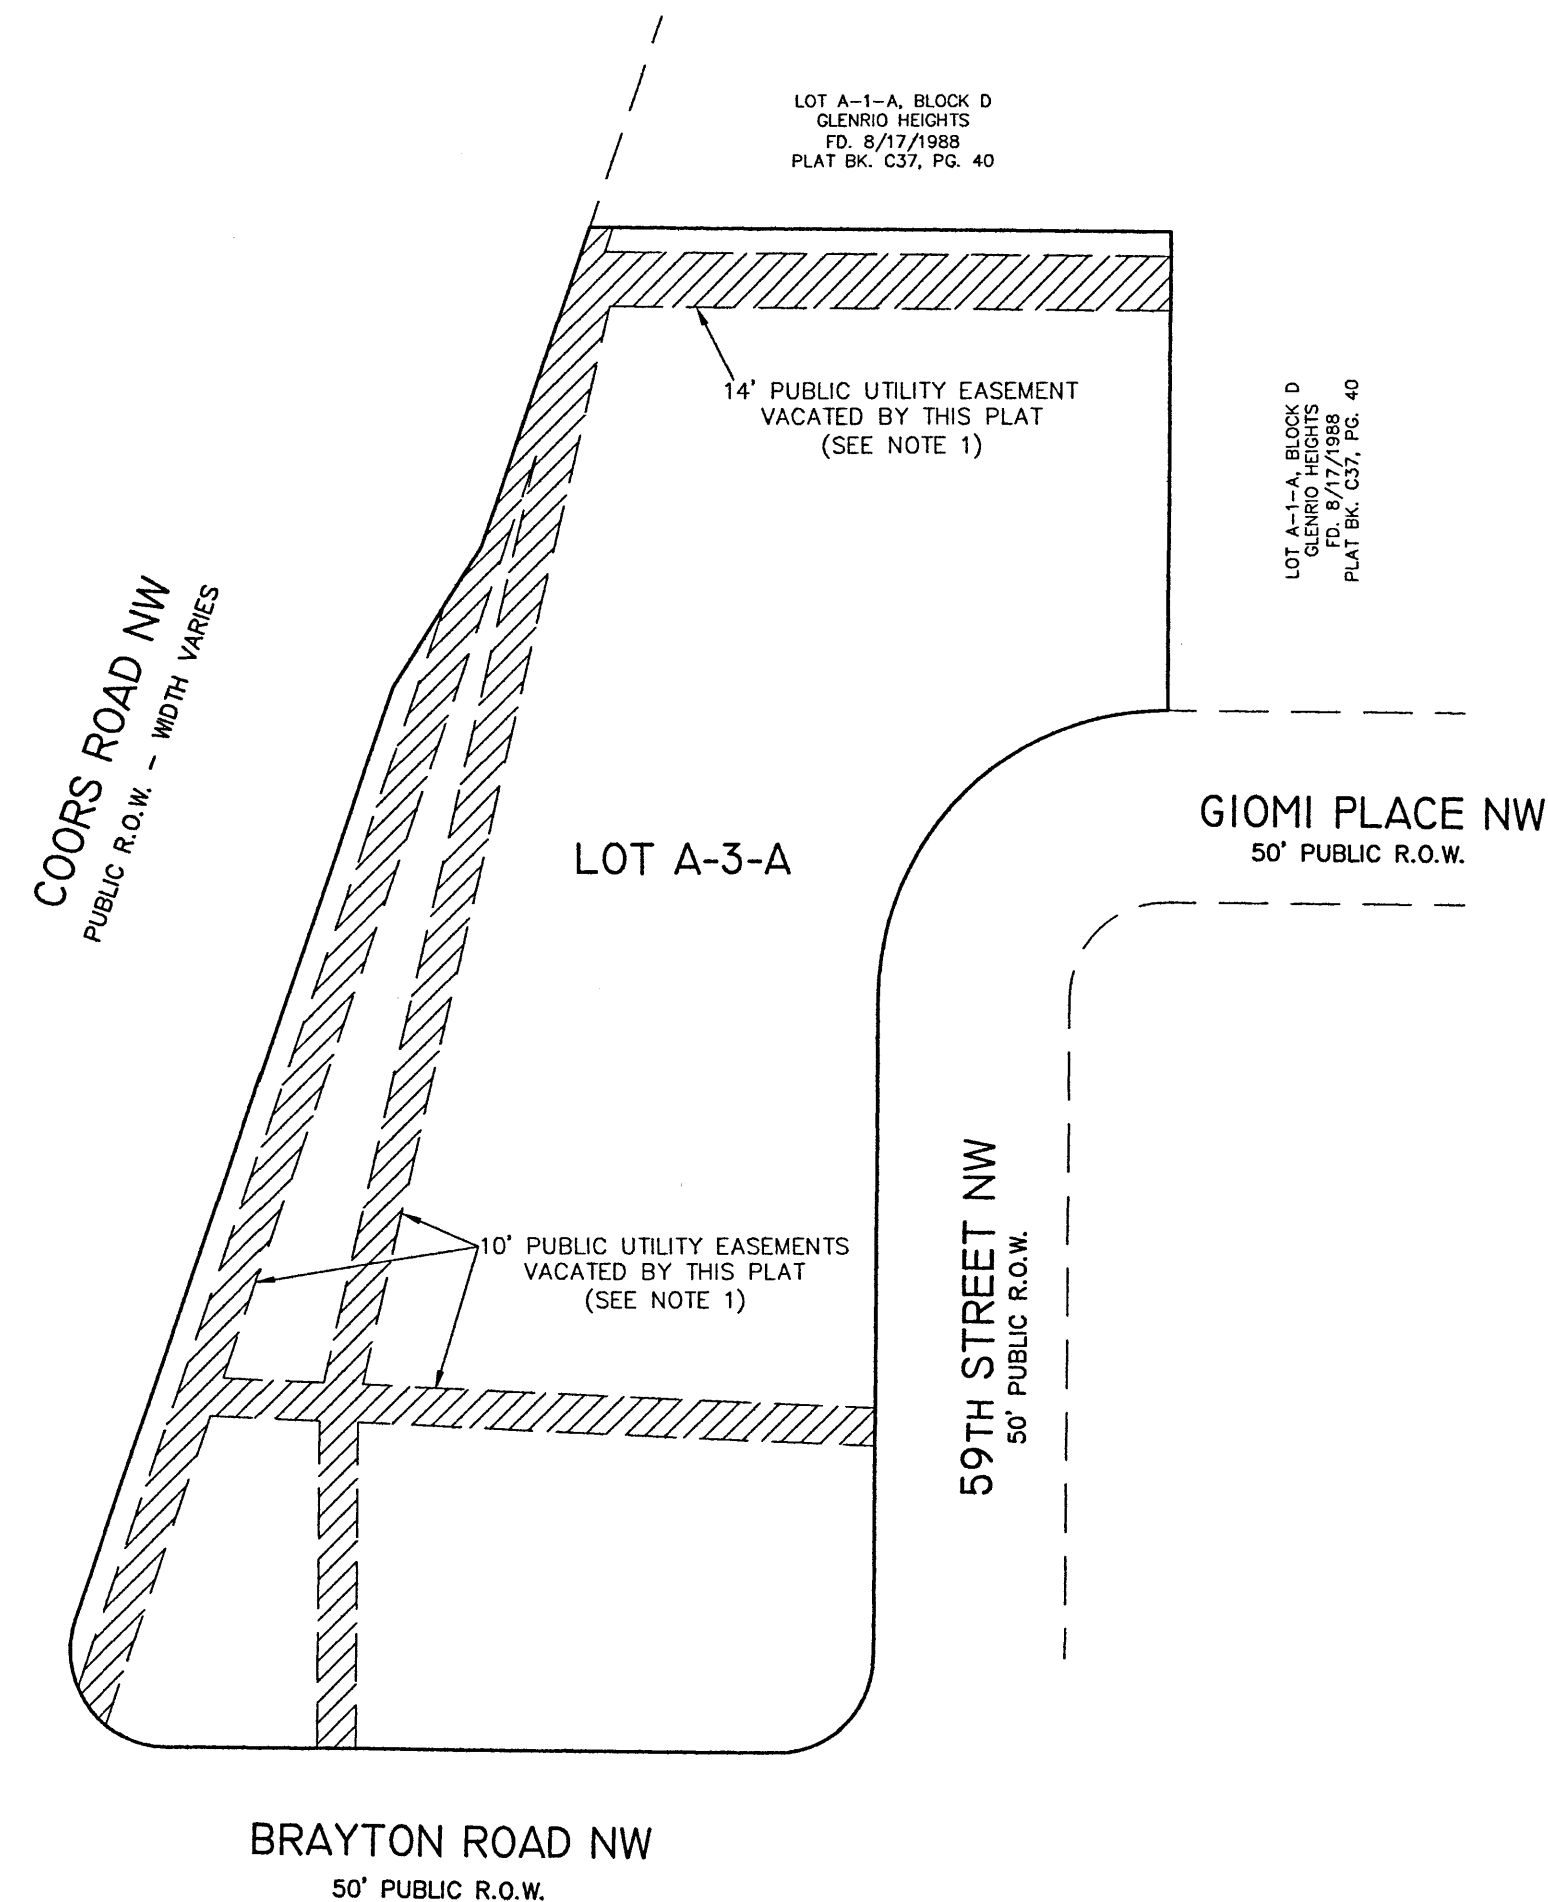 LOT A-1-A, BLOCK D
GLENRIO HEIGHTS
FD. 8/17/1988
PLAT BK. C37, PG. 40
14' PUBLIC UTILITY EASEMENT
VACATED BY THIS PLAT
(SEE NOTE 1)
LOT A-1-A, BLOCK D
GLENRIO HEIGHTS
FD. 8/17/1988
PLAT BK. C37, PG. 40
COORS ROAD NW
PUBLIC R.O.W. - WIDTH VARIES
GIOMI PLACE NW
50' PUBLIC R.O.W.
LOT A-3-A
10' PUBLIC UTILITY EASEMENTS
VACATED BY THIS PLAT
(SEE NOTE 1)
59TH STREET NW
50' PUBLIC R.O.W.
BRAYTON ROAD NW
50' PUBLIC R.O.W.